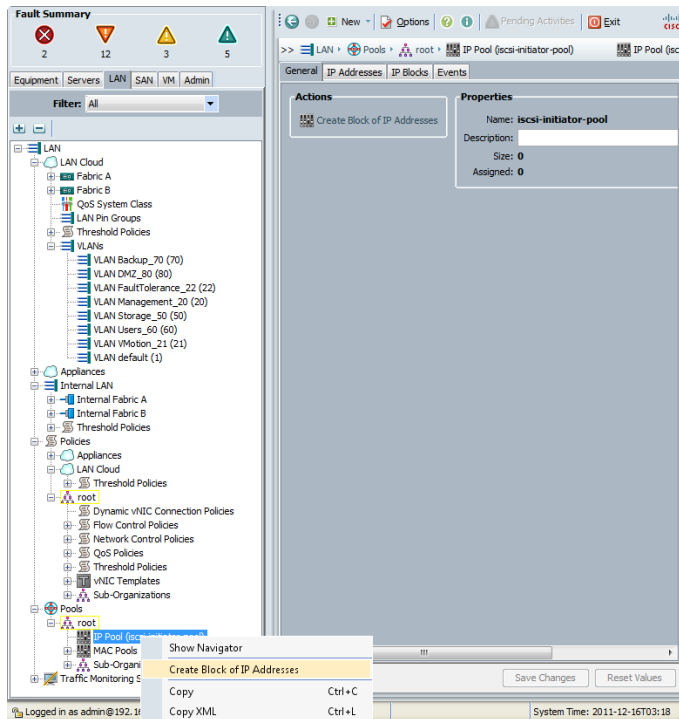 Fault Summary
2 12 3 5
New Options Pending Activities Exit
CISC
>> LAN Pools root IP Pool (iscsi-initiator-pool) IP Pool (isc
Equipment Servers LAN SAN VM Admin
Filter: All
General IP Addresses IP Blocks Events
Actions
Create Block of IP Addresses
Properties
Name: iscsi-initiator-pool
Description:
Size: 0
Assigned: 0
LAN
LAN Cloud
Fabric A
Fabric B
QoS System Class
LAN Pin Groups
Threshold Policies
VLANs
VLAN Backup_70 (70)
VLAN DMZ_80 (80)
VLAN FaultTolerance_22 (22)
VLAN Management_20 (20)
VLAN Storage_50 (50)
VLAN Users_60 (60)
VLAN VMotion_21 (21)
VLAN default (1)
Appliances
Internal LAN
Internal Fabric A
Internal Fabric B
Threshold Policies
Policies
Appliances
LAN Cloud
Threshold Policies
root
Dynamic vNIC Connection Policies
Flow Control Policies
Network Control Policies
QoS Policies
Threshold Policies
vNIC Templates
Sub-Organizations
Pools
root
IP Pool (iscsi-initiator-pool)
MAC Pools
Sub-Organi
Traffic Monitoring S
Show Navigator
Create Block of IP Addresses
Copy Ctrl+C
Copy XML Ctrl+L
Save Changes Reset Values
Logged in as admin@192.16
System Time: 2011-12-16T03:18